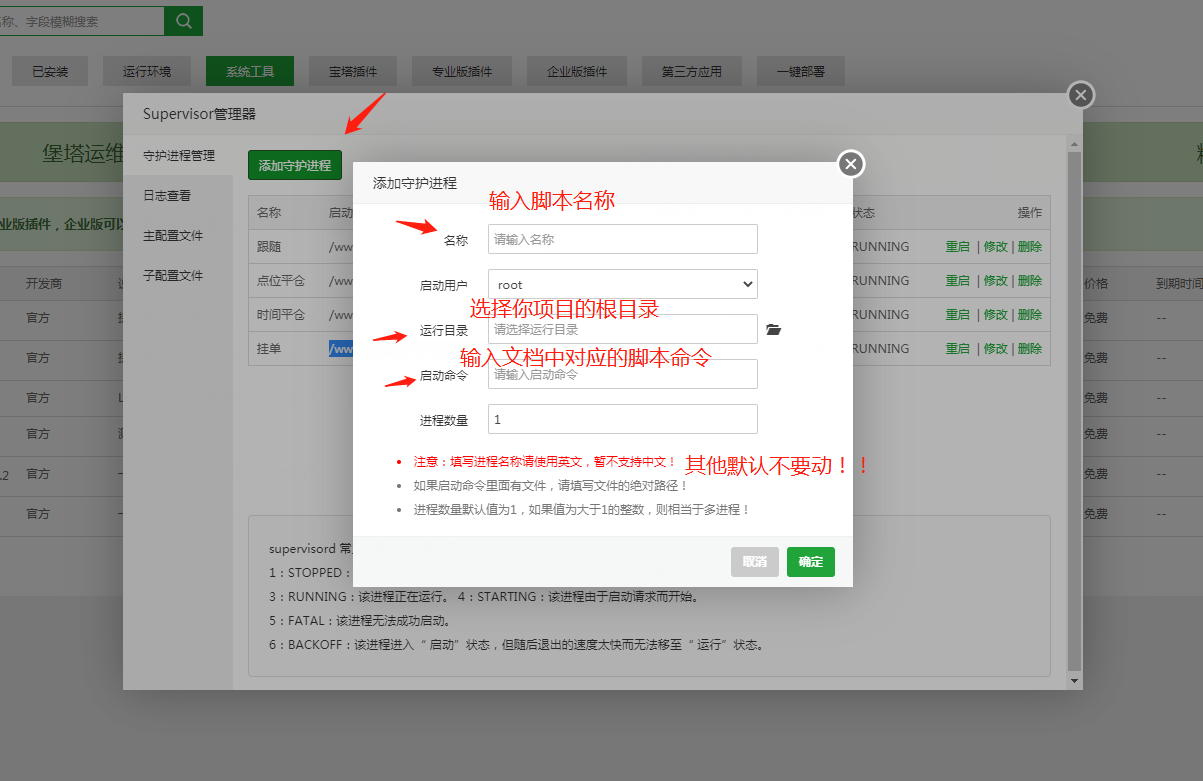 称、字段模糊搜索
已安装 运行环境 系统工具 宝塔插件 专业版插件 企业版插件 第三方应用 一键部署
Supervisor管理器
堡塔运维
守护进程管理
日志查看
主配置文件
子配置文件
添加守护进程
业版插件，企业版可以
名称 启动 状态 操作
跟随 /ww RUNNING 重启 | 修改 | 删除
点位平仓 /ww RUNNING 重启 | 修改 | 删除
时间平仓 /ww RUNNING 重启 | 修改 | 删除
挂单 /ww RUNNING 重启 | 修改 | 删除
开发商 价格 到期时间
官方 免费 --
官方 免费 --
官方 免费 --
官方 免费 --
.2 官方 免费 --
官方 免费 --
添加守护进程
输入脚本名称
名称 请输入名称
启动用户 root
选择你项目的根目录
运行目录 请选择运行目录
输入文档中对应的脚本命令
启动命令 请输入启动命令
进程数量 1
注意：填写进程名称请使用英文，暂不支持中文！
其他默认不要动！！
如果启动命令里面有文件，请填写文件的绝对路径！
进程数量默认值为1，如果值为大于1的整数，则相当于多进程！
取消 确定
supervisord 常
1：STOPPED：
3：RUNNING：该进程正在运行。 4：STARTING：该进程由于启动请求而开始。
5：FATAL：该进程无法成功启动。
6：BACKOFF：该进程进入“ 启动”状态，但随后退出的速度太快而无法移至“ 运行”状态。